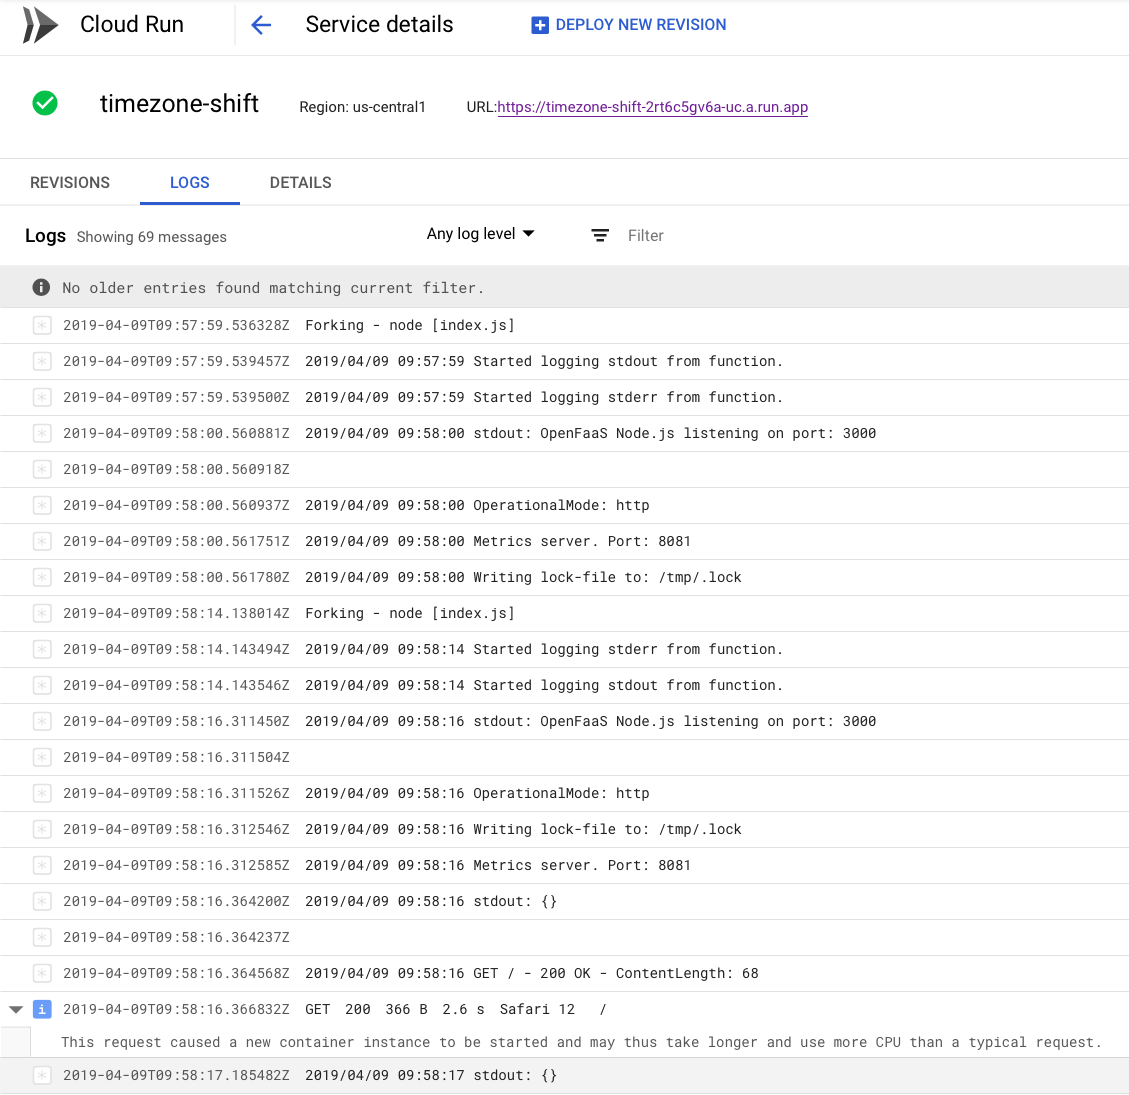 Cloud Run Service details DEPLOY NEW REVISION
timezone-shift Region: us-central1 URL:https://timezone-shift-2rt6c5gv6a-uc.a.run.app
REVISIONS LOGS DETAILS
Logs Showing 69 messages Any log level Filter
No older entries found matching current filter.
2019-04-09T09:57:59.536328Z Forking - node [index.js]
2019-04-09T09:57:59.539457Z 2019/04/09 09:57:59 Started logging stdout from function.
2019-04-09T09:57:59.539500Z 2019/04/09 09:57:59 Started logging stderr from function.
2019-04-09T09:58:00.560881Z 2019/04/09 09:58:00 stdout: OpenFaaS Node.js listening on port: 3000
2019-04-09T09:58:00.560918Z
2019-04-09T09:58:00.560937Z 2019/04/09 09:58:00 OperationalMode: http
2019-04-09T09:58:00.561751Z 2019/04/09 09:58:00 Metrics server. Port: 8081
2019-04-09T09:58:00.561780Z 2019/04/09 09:58:00 Writing lock-file to: /tmp/.lock
2019-04-09T09:58:14.138014Z Forking - node [index.js]
2019-04-09T09:58:14.143494Z 2019/04/09 09:58:14 Started logging stderr from function.
2019-04-09T09:58:14.143546Z 2019/04/09 09:58:14 Started logging stdout from function.
2019-04-09T09:58:16.311450Z 2019/04/09 09:58:16 stdout: OpenFaaS Node.js listening on port: 3000
2019-04-09T09:58:16.311504Z
2019-04-09T09:58:16.311526Z 2019/04/09 09:58:16 OperationalMode: http
2019-04-09T09:58:16.312546Z 2019/04/09 09:58:16 Writing lock-file to: /tmp/.lock
2019-04-09T09:58:16.312585Z 2019/04/09 09:58:16 Metrics server. Port: 8081
2019-04-09T09:58:16.364200Z 2019/04/09 09:58:16 stdout: {}
2019-04-09T09:58:16.364237Z
2019-04-09T09:58:16.364568Z 2019/04/09 09:58:16 GET / - 200 OK - ContentLength: 68
2019-04-09T09:58:16.366832Z GET 200 366 B 2.6 s Safari 12 /
This request caused a new container instance to be started and may thus take longer and use more CPU than a typical request.
2019-04-09T09:58:17.185482Z 2019/04/09 09:58:17 stdout: {}